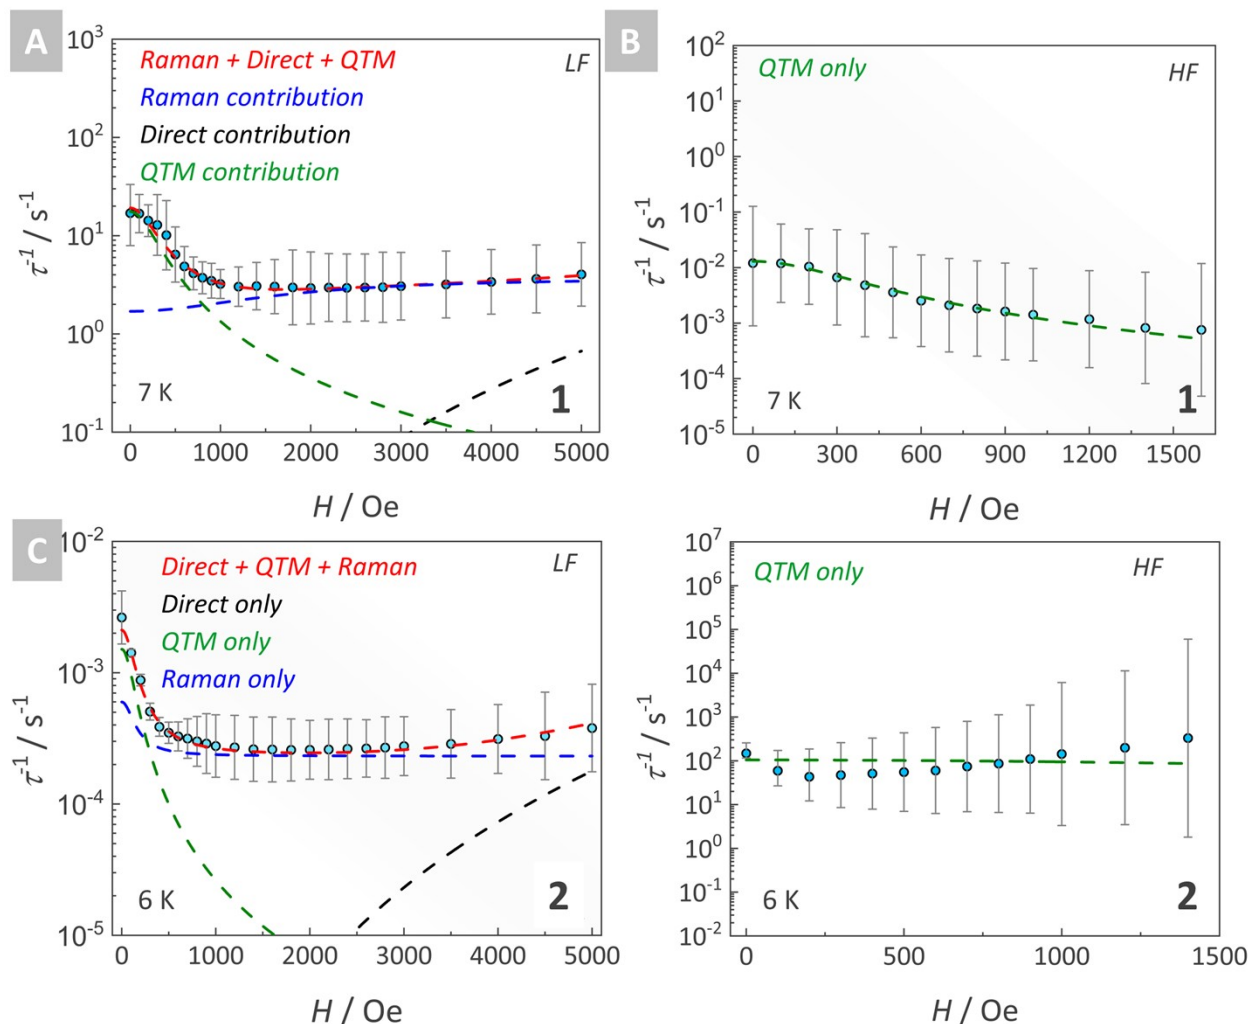 A
Raman + Direct + QTM
LF
Raman contribution
Direct contribution
QTM contribution
10³
10²
10¹
10⁰
10⁻¹
τ⁻¹ / s⁻¹
7 K
1
0 1000 2000 3000 4000 5000
H / Oe
B
QTM only
HF
10²
10¹
10⁰
10⁻¹
10⁻²
10⁻³
10⁻⁴
10⁻⁵
τ⁻¹ / s⁻¹
7 K
1
0 300 600 900 1200 1500
H / Oe
C
Direct + QTM + Raman
LF
Direct only
QTM only
Raman only
10⁻²
10⁻³
10⁻⁴
10⁻⁵
τ⁻¹ / s⁻¹
6 K
2
0 1000 2000 3000 4000 5000
H / Oe
QTM only
HF
10⁷
10⁶
10⁵
10⁴
10³
10²
10¹
10⁰
10⁻¹
10⁻²
τ⁻¹ / s⁻¹
6 K
2
0 500 1000 1500
H / Oe